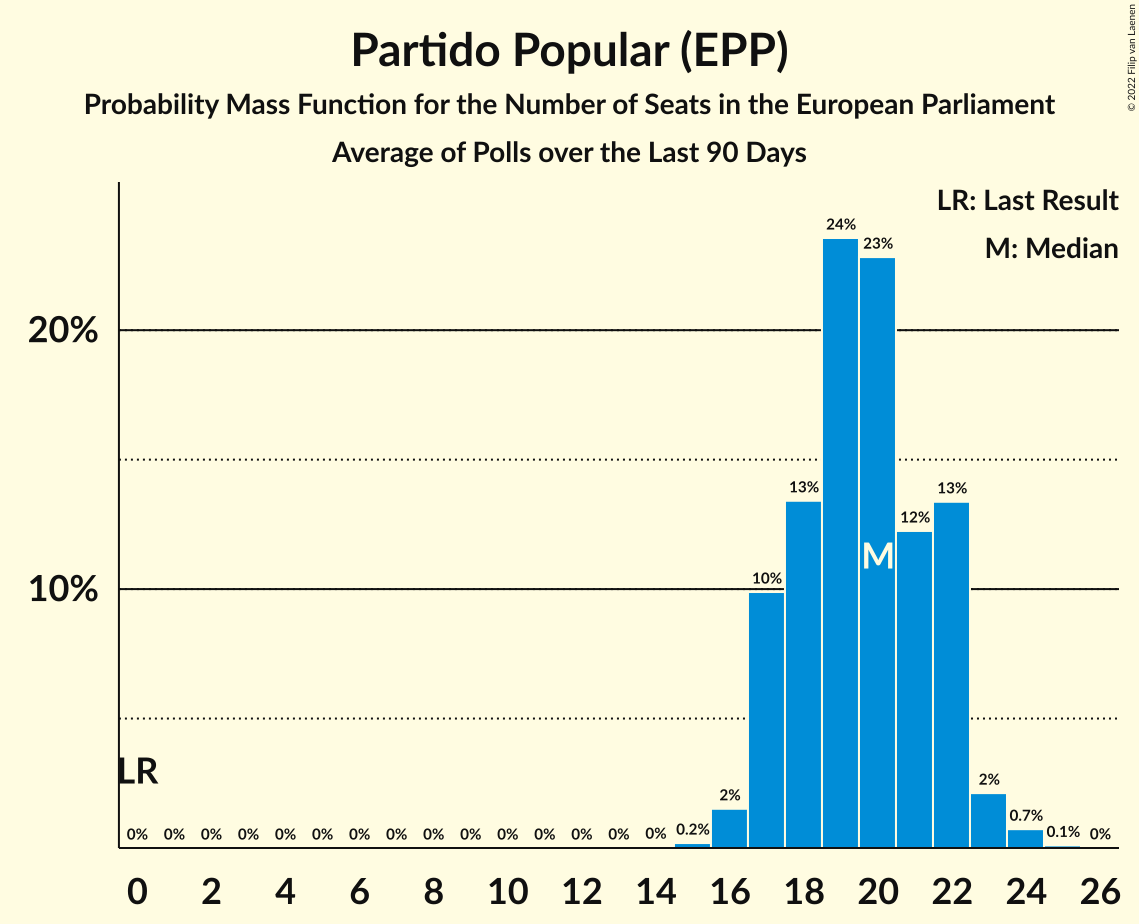 Partido Popular (EPP)
Probability Mass Function for the Number of Seats in the European Parliament
Average of Polls over the Last 90 Days
© 2022 Filip van Laenen
LR: Last Result
M: Median
24%
23%
20%
13%
13%
12%
M
10%
10%
LR
2%
2%
0% 0% 0% 0% 0% 0% 0% 0% 0% 0% 0% 0% 0% 0% 0% 0.2% 0.7% 0.1% 0%
0 2 4 6 8 10 12 14 16 18 20 22 24 26